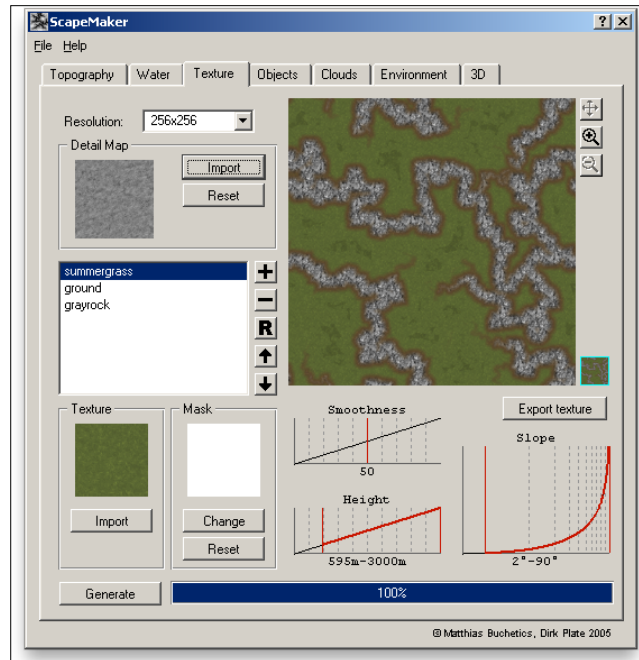 ScapeMaker
File Help
Topography Water Texture Objects Clouds Environment 3D
Resolution: 256x256
Detail Map
Import
Reset
summergrass
ground
grayrock
R
Texture
Import
Mask
Change
Reset
Smoothness
50
Height
595m-3000m
Export texture
Slope
2°-90°
Generate
100%
© Matthias Buchetics, Dirk Plate 2005